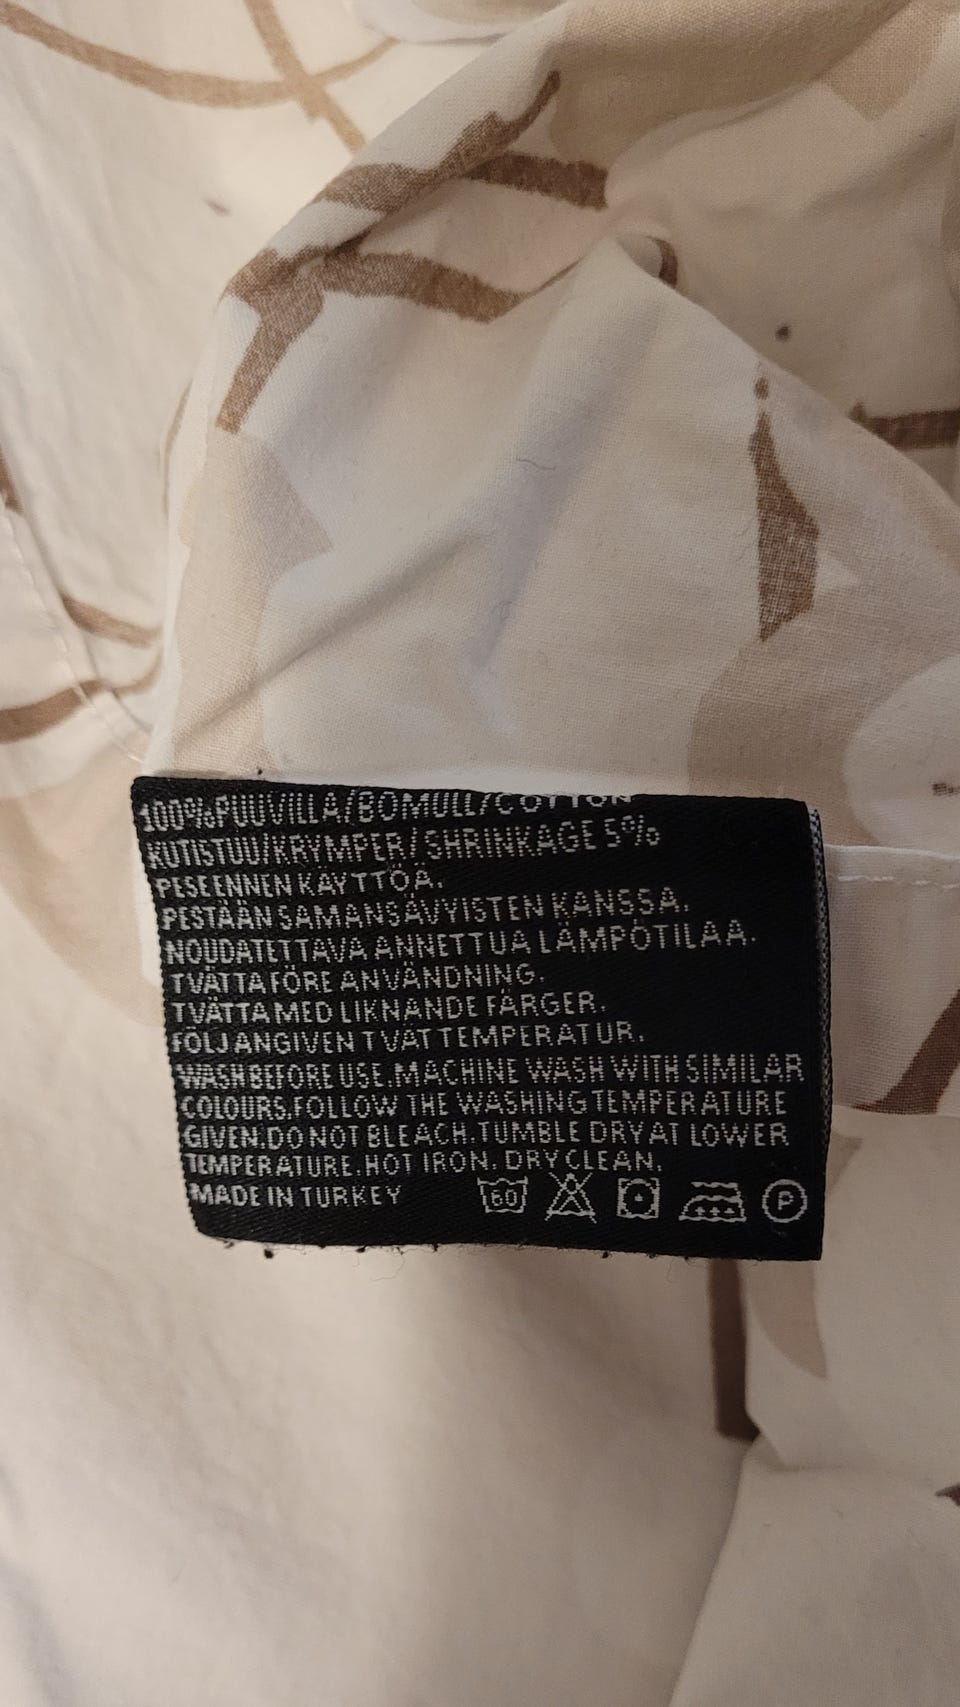 100% PUUVILLA/BOMULL/COTTON
KUTISTUU/KRYMPER/SHRINKAGE 5%
PESE ENNEN KÄYTTÖÄ.
PESTÄÄN SAMANSÄVYISTEN KANSSA.
NOUDATETTAVA ANNETTUA LÄMPÖTILAA.
TVÄTTA FÖRE ANVÄNDNING.
TVÄTTA MED LIKNANDE FÄRGER.
FÖLJ ANGIVEN TVÄTTEMPERATUR.
WASH BEFORE USE.MACHINE WASH WITH SIMILAR
COLOURS.FOLLOW THE WASHING TEMPERATURE
GIVEN.DO NOT BLEACH.TUMBLE DRY AT LOWER
TEMPERATURE.HOT IRON. DRY CLEAN.
MADE IN TURKEY 60 P